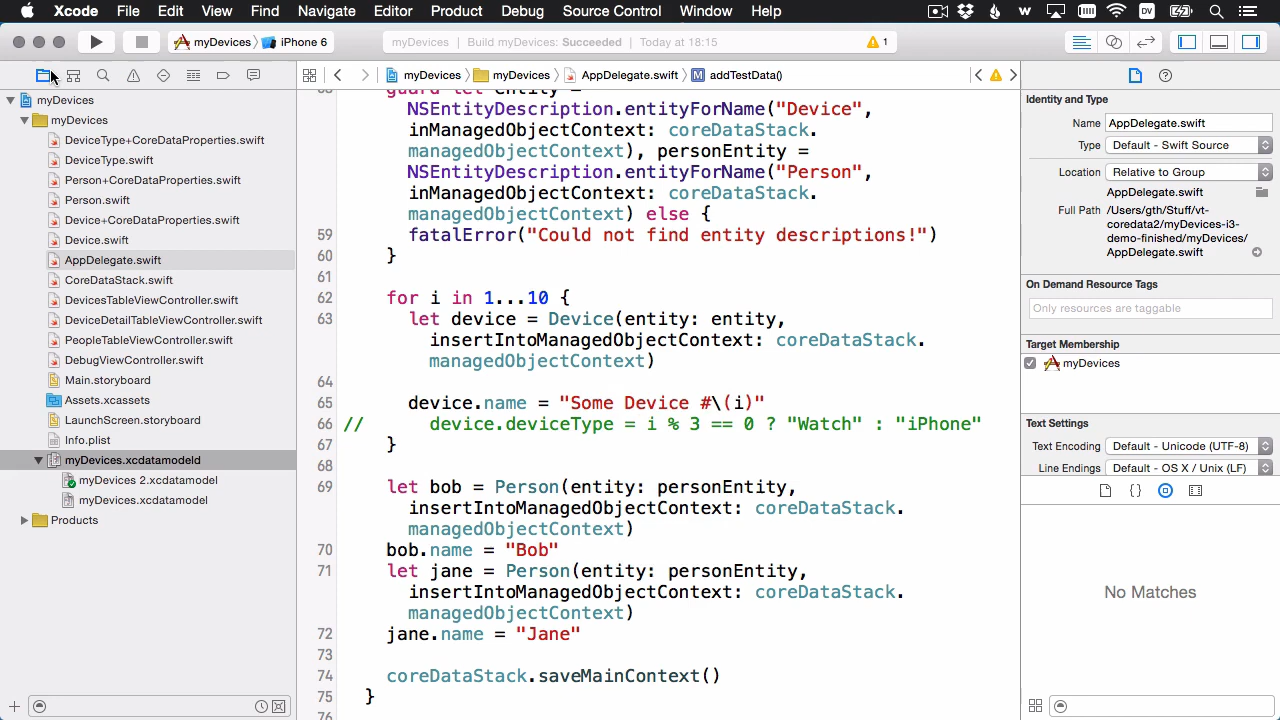 Xcode File Edit View Find Navigate Editor Product Debug Source Control Window Help
myDevices iPhone 6
myDevices | Build myDevices: Succeeded | Today at 18:15
1
myDevices myDevices AppDelegate.swift M addTestData()
myDevices
myDevices
DeviceType+CoreDataProperties.swift
DeviceType.swift
Person+CoreDataProperties.swift
Person.swift
Device+CoreDataProperties.swift
Device.swift
AppDelegate.swift
CoreDataStack.swift
DevicesTableViewController.swift
DeviceDetailTableViewController.swift
PeopleTableViewController.swift
DebugViewController.swift
Main.storyboard
Assets.xcassets
LaunchScreen.storyboard
Info.plist
myDevices.xcdatamodeld
myDevices 2.xcdatamodel
myDevices.xcdatamodel
Products
guard let entity =
NSEntityDescription.entityForName("Device",
inManagedObjectContext: coreDataStack.
managedObjectContext), personEntity =
NSEntityDescription.entityForName("Person",
inManagedObjectContext: coreDataStack.
managedObjectContext) else {
59 fatalError("Could not find entity descriptions!")
60 }
61
62 for i in 1...10 {
63 let device = Device(entity: entity,
insertIntoManagedObjectContext: coreDataStack.
managedObjectContext)
64
65 device.name = "Some Device #\(i)"
66 // device.deviceType = i % 3 == 0 ? "Watch" : "iPhone"
67 }
68
69 let bob = Person(entity: personEntity,
insertIntoManagedObjectContext: coreDataStack.
managedObjectContext)
70 bob.name = "Bob"
71 let jane = Person(entity: personEntity,
insertIntoManagedObjectContext: coreDataStack.
managedObjectContext)
72 jane.name = "Jane"
73
74 coreDataStack.saveMainContext()
75 }
76
Identity and Type
Name AppDelegate.swift
Type Default - Swift Source
Location Relative to Group
AppDelegate.swift
Full Path /Users/gth/Stuff/vt-
coredata2/myDevices-i3-
demo-finished/myDevices/
AppDelegate.swift
On Demand Resource Tags
Only resources are taggable
Target Membership
myDevices
Text Settings
Text Encoding Default - Unicode (UTF-8)
Line Endings Default - OS X / Unix (LF)
No Matches